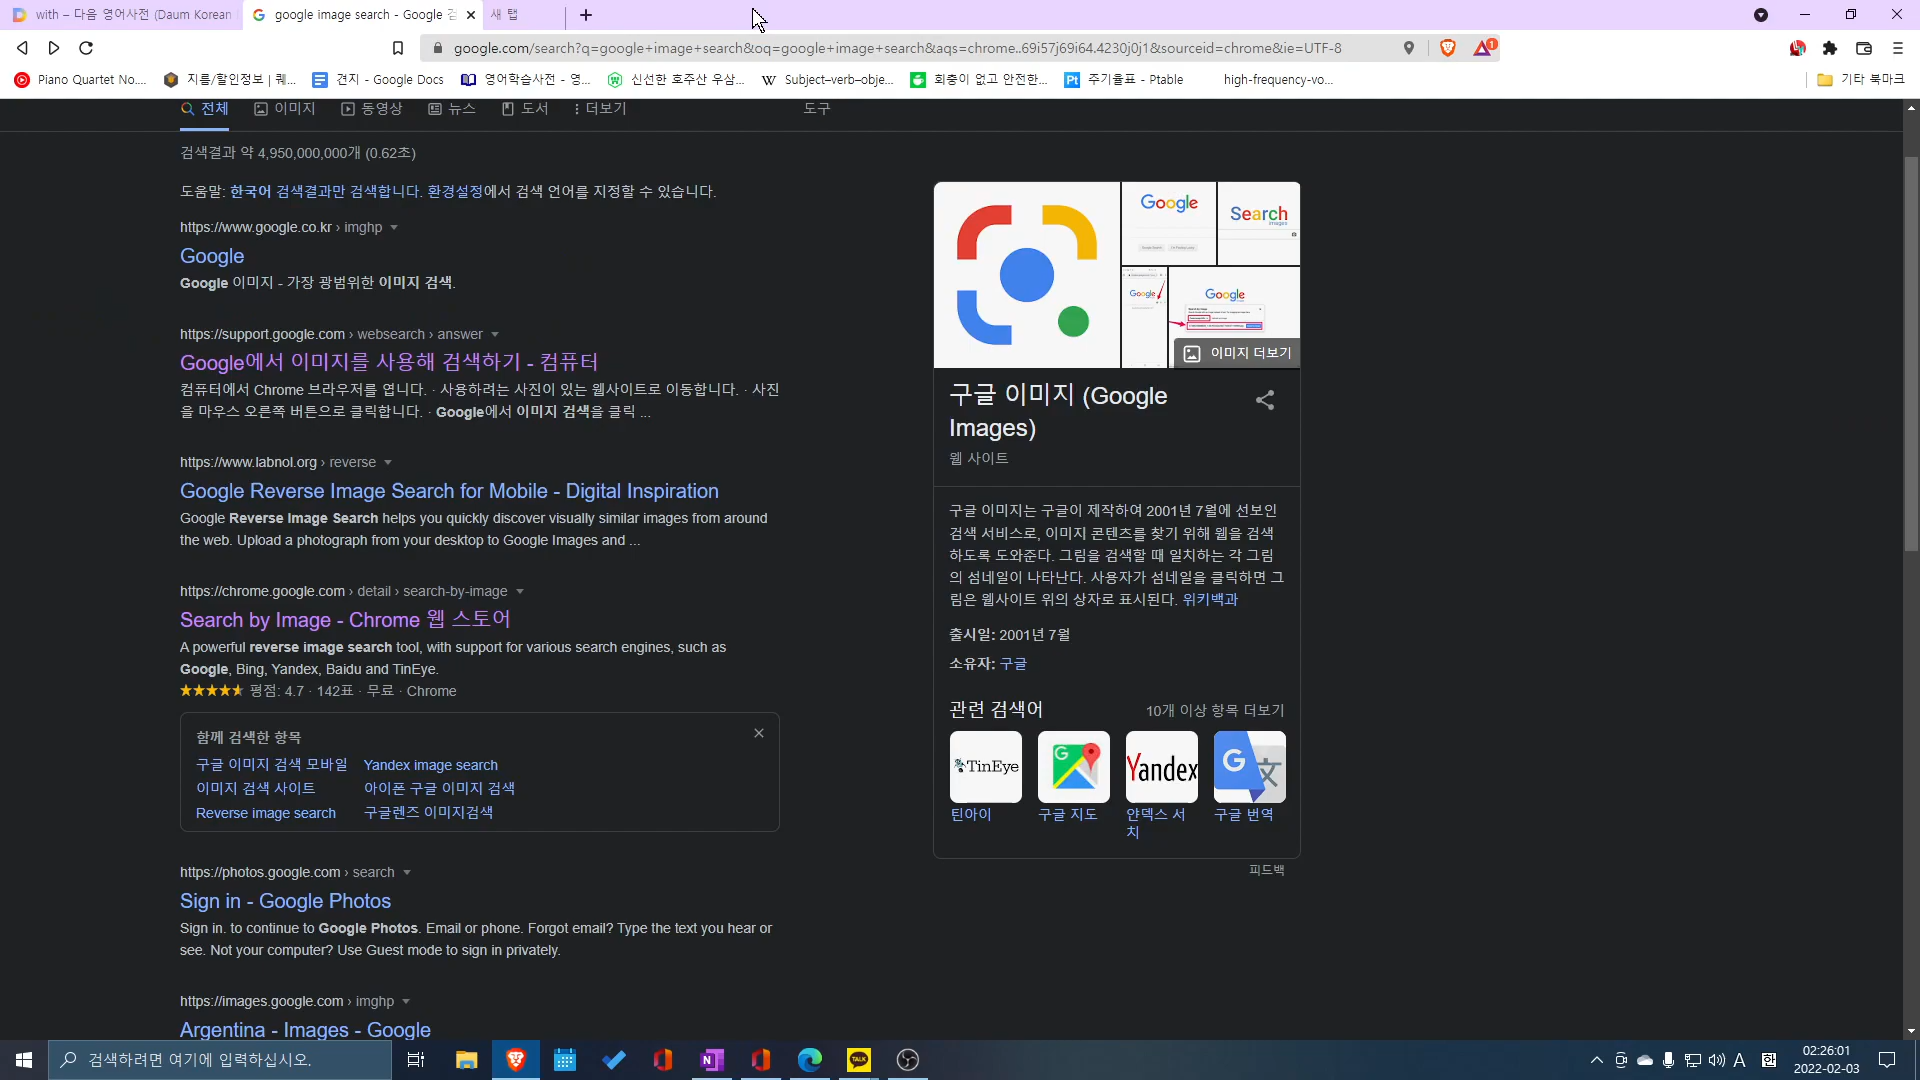 with – 다음 영어사전 (Daum Korean
google image search - Google 검
새 탭
google.com/search?q=google+image+search&oq=google+image+search&aqs=chrome..69i57j69i64.4230j0j1&sourceid=chrome&ie=UTF-8
Piano Quartet No....
지름/할인정보 | 퀘...
견지 - Google Docs
영어학습사전 - 영...
신선한 호주산 우삼...
Subject–verb–obje...
회충이 없고 안전한...
주기율표 - Ptable
high-frequency-vo...
기타 북마크
전체 이미지 동영상 뉴스 도서 더보기 도구
검색결과 약 4,950,000,000개 (0.62초)
도움말: 한국어 검색결과만 검색합니다. 환경설정에서 검색 언어를 지정할 수 있습니다.
https://www.google.co.kr › imghp
Google
Google 이미지 - 가장 광범위한 이미지 검색.
https://support.google.com › websearch › answer
Google에서 이미지를 사용해 검색하기 - 컴퓨터
컴퓨터에서 Chrome 브라우저를 엽니다. · 사용하려는 사진이 있는 웹사이트로 이동합니다. · 사진
을 마우스 오른쪽 버튼으로 클릭합니다. · Google에서 이미지 검색을 클릭 ...
https://www.labnol.org › reverse
Google Reverse Image Search for Mobile - Digital Inspiration
Google Reverse Image Search helps you quickly discover visually similar images from around
the web. Upload a photograph from your desktop to Google Images and ...
https://chrome.google.com › detail › search-by-image
Search by Image - Chrome 웹 스토어
A powerful reverse image search tool, with support for various search engines, such as
Google, Bing, Yandex, Baidu and TinEye.
평점: 4.7 · 142표 · 무료 · Chrome
함께 검색한 항목
구글 이미지 검색 모바일 Yandex image search
이미지 검색 사이트 아이폰 구글 이미지 검색
Reverse image search 구글렌즈 이미지검색
https://photos.google.com › search
Sign in - Google Photos
Sign in. to continue to Google Photos. Email or phone. Forgot email? Type the text you hear or
see. Not your computer? Use Guest mode to sign in privately.
https://images.google.com › imghp
Argentina - Images - Google
Google
Search
images
Google
Google
이미지 더보기
구글 이미지 (Google
Images)
웹 사이트
구글 이미지는 구글이 제작하여 2001년 7월에 선보인
검색 서비스로, 이미지 콘텐츠를 찾기 위해 웹을 검색
하도록 도와준다. 그림을 검색할 때 일치하는 각 그림
의 섬네일이 나타난다. 사용자가 섬네일을 클릭하면 그
림은 웹사이트 위의 상자로 표시된다. 위키백과
출시일: 2001년 7월
소유자: 구글
관련 검색어 10개 이상 항목 더보기
TinEye
Yandex
틴아이
구글 지도
얀덱스 서
치
구글 번역
피드백
검색하려면 여기에 입력하십시오.
TALK
A
한
02:26:01
2022-02-03